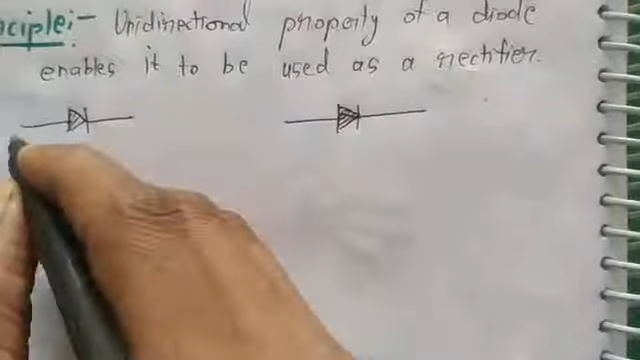 nciple:- Unidirectional property of a diode
enables it to be used as a rectifier.